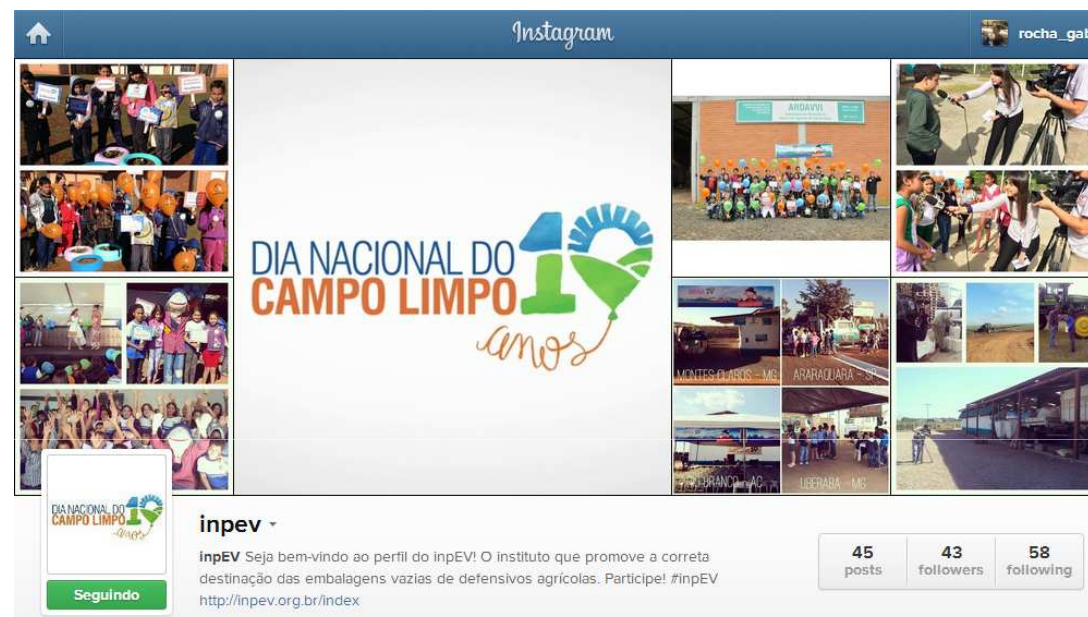 Instagram
rocha_gab
ARDAVVI
DIA NACIONAL DO 10
CAMPO LIMPO
anos
MONTES CLAROS - MG
ARARAQUARA - SP
RIO BRANCO - AC
UBERABA - MG
DIA NACIONAL DO 10
CAMPO LIMPO
anos
inpev
inpEV Seja bem-vindo ao perfil do inpEV! O instituto que promove a correta
destinação das embalagens vazias de defensivos agrícolas. Participe! #inpEV
http://inpev.org.br/index
Seguindo
45 43 58
posts followers following